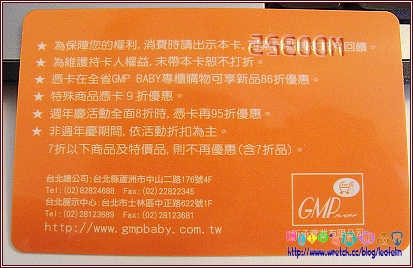 ★ 為保障您的權利, 消費時請出示本卡, 回饋。
★ 為維護持卡人權益, 未帶本卡恕不打折。
★ 憑卡在全省GMP BABY專櫃購物可享新品86折優惠。
★ 特殊商品憑卡 9 折優惠。
★ 週年慶活動全面8折時, 憑卡再95折優惠。
★ 非週年慶期間, 依活動折扣為主。
7折以下商品及特價品, 則不再優惠(含7折品)。
台北總公司: 台北縣蘆洲市中山二路176號4F
Tel:(02)82824688 Fax:(02)22822345
台北展示中心: 台北市士林區中正路622號1F
Tel:(02)28123689 Fax:(02)28123681
http://www.gmpbaby.com.tw
GMP
http://www.wretch.cc/blog/leolein